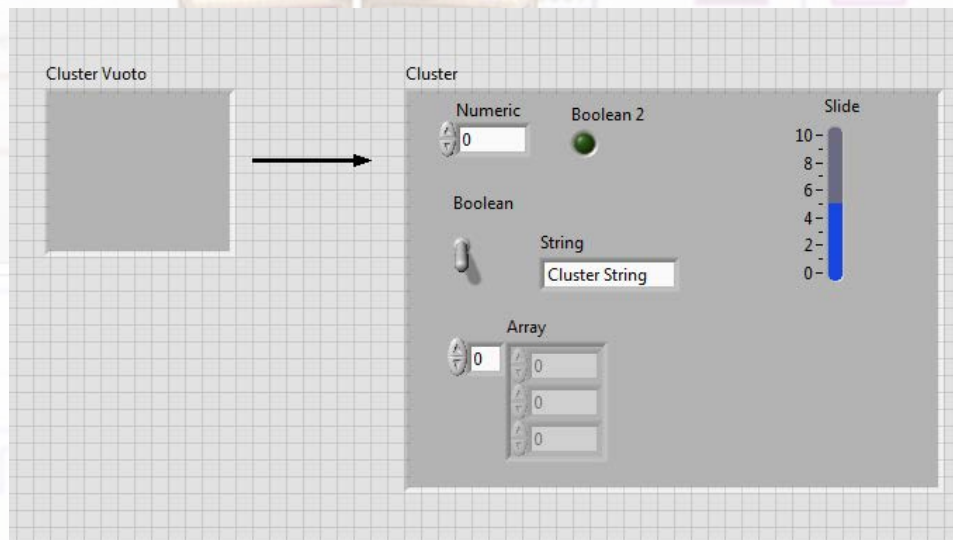 Cluster Vuoto
Cluster
Numeric
0
Boolean 2
Slide
10
8
6
4
2
0
Boolean
String
Cluster String
Array
0
0
0
0